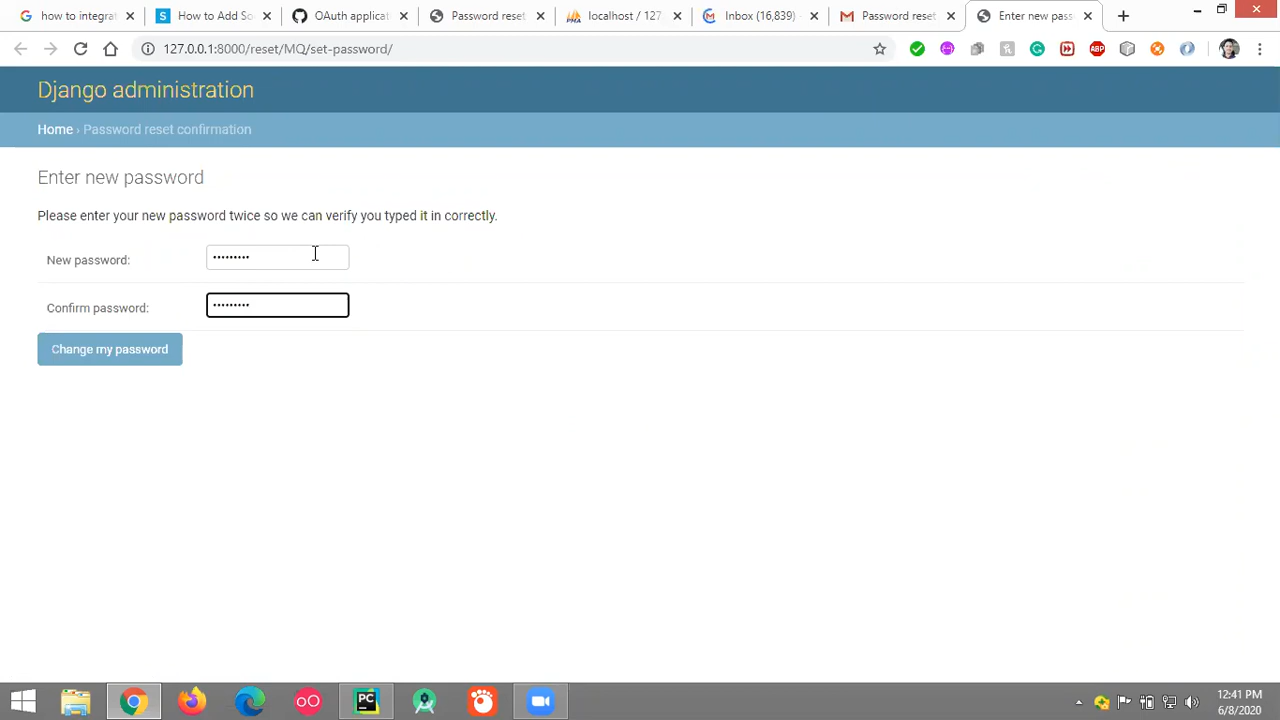 how to integrat
How to Add So
OAuth applicat
Password reset
localhost / 127
Inbox (16,839)
Password reset
Enter new pass
127.0.0.1:8000/reset/MQ/set-password/
ABP
Django administration
Home › Password reset confirmation
Enter new password
Please enter your new password twice so we can verify you typed it in correctly.
New password: •••••••••
Confirm password: •••••••••
Change my password
PC
12:41 PM
6/8/2020